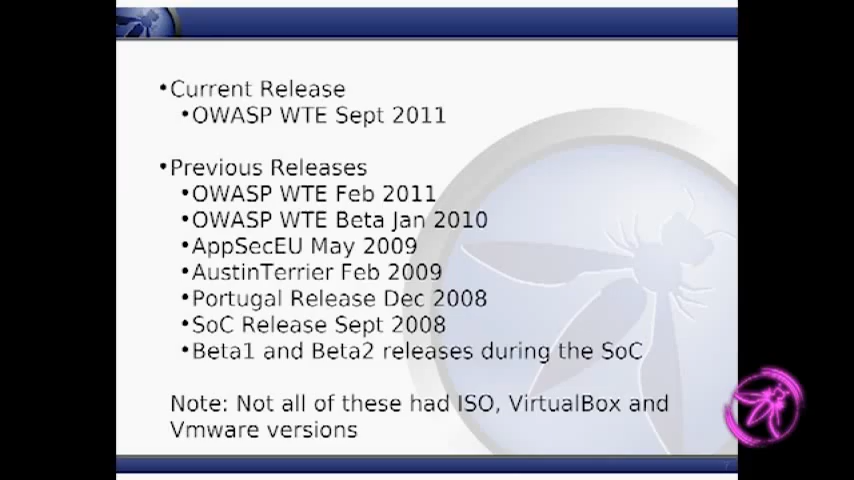 •Current Release
•OWASP WTE Sept 2011
•Previous Releases
•OWASP WTE Feb 2011
•OWASP WTE Beta Jan 2010
•AppSecEU May 2009
•AustinTerrier Feb 2009
•Portugal Release Dec 2008
•SoC Release Sept 2008
•Beta1 and Beta2 releases during the SoC
Note: Not all of these had ISO, VirtualBox and
Vmware versions